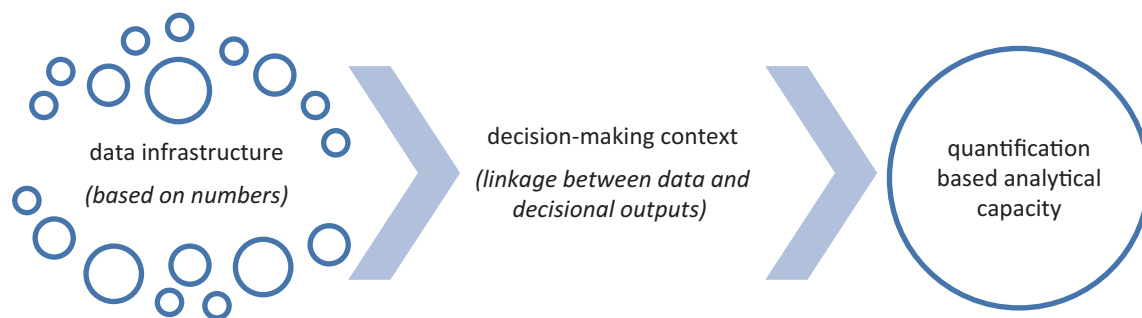 data infrastructure
(based on numbers)
decision-making context
(linkage between data and
decisional outputs)
quantification
based analytical
capacity